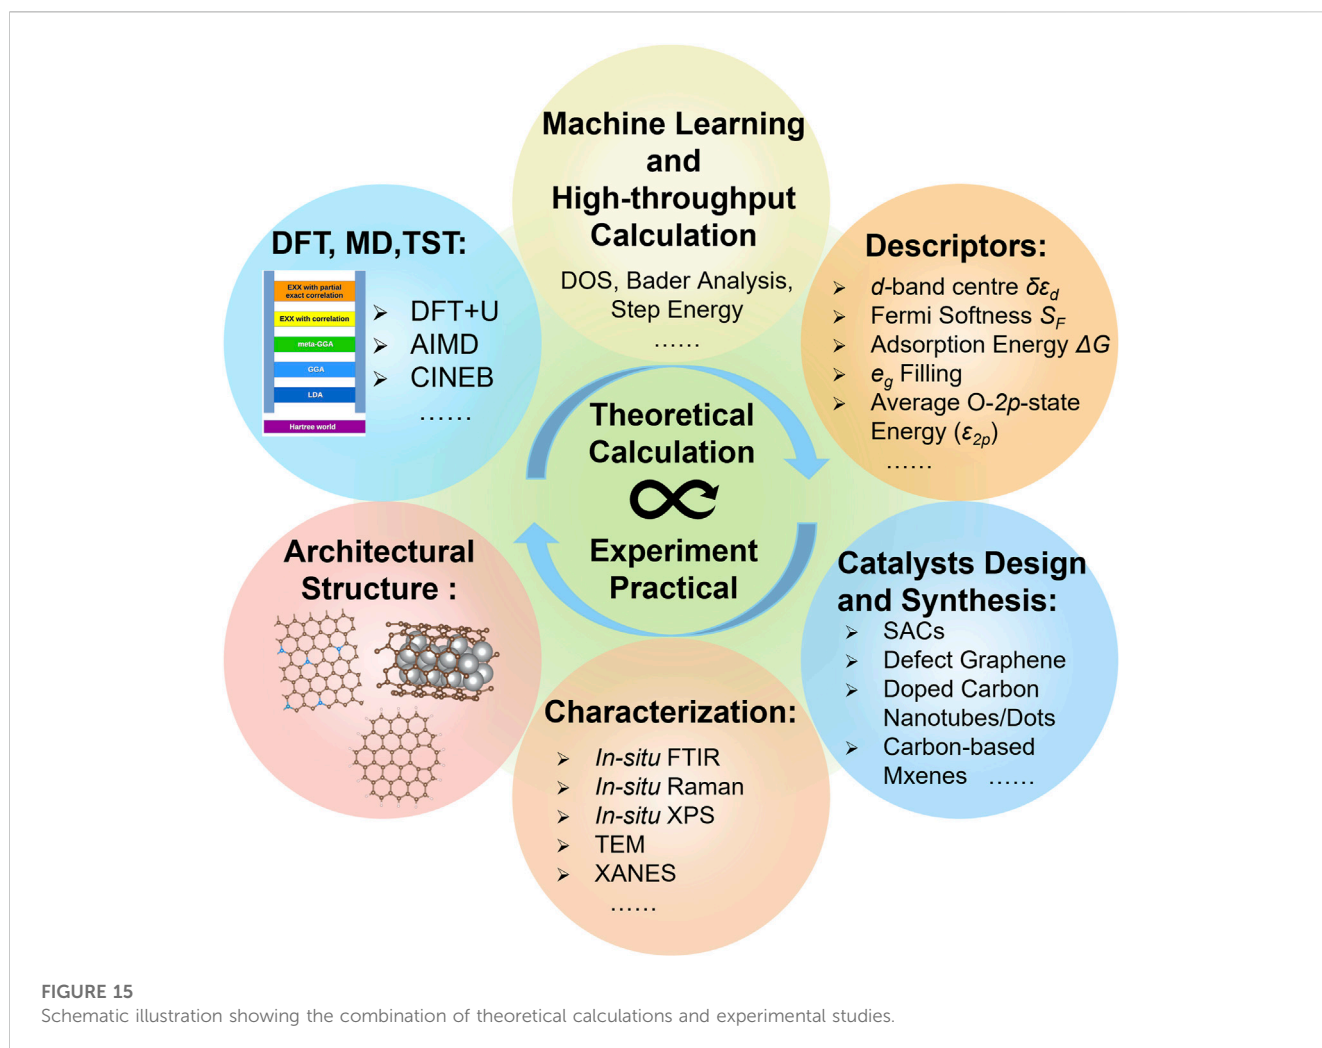 Machine Learning
and
High-throughput
Calculation
DOS, Bader Analysis,
Step Energy
......
DFT, MD,TST:
EXX with partial
exact correlation
EXX with correlation
meta-GGA
GGA
LDA
Hartree world
➢ DFT+U
➢ AIMD
➢ CINEB
......
Descriptors:
➢ d-band centre δε_d
➢ Fermi Softness S_F
➢ Adsorption Energy ΔG
➢ e_g Filling
➢ Average O-2p-state
Energy (ε_2p)
......
Theoretical
Calculation
Experiment
Practical
Architectural
Structure :
Catalysts Design
and Synthesis:
➢ SACs
➢ Defect Graphene
➢ Doped Carbon
Nanotubes/Dots
➢ Carbon-based
Mxenes ......
Characterization:
➢ In-situ FTIR
➢ In-situ Raman
➢ In-situ XPS
➢ TEM
➢ XANES
......
FIGURE 15
Schematic illustration showing the combination of theoretical calculations and experimental studies.